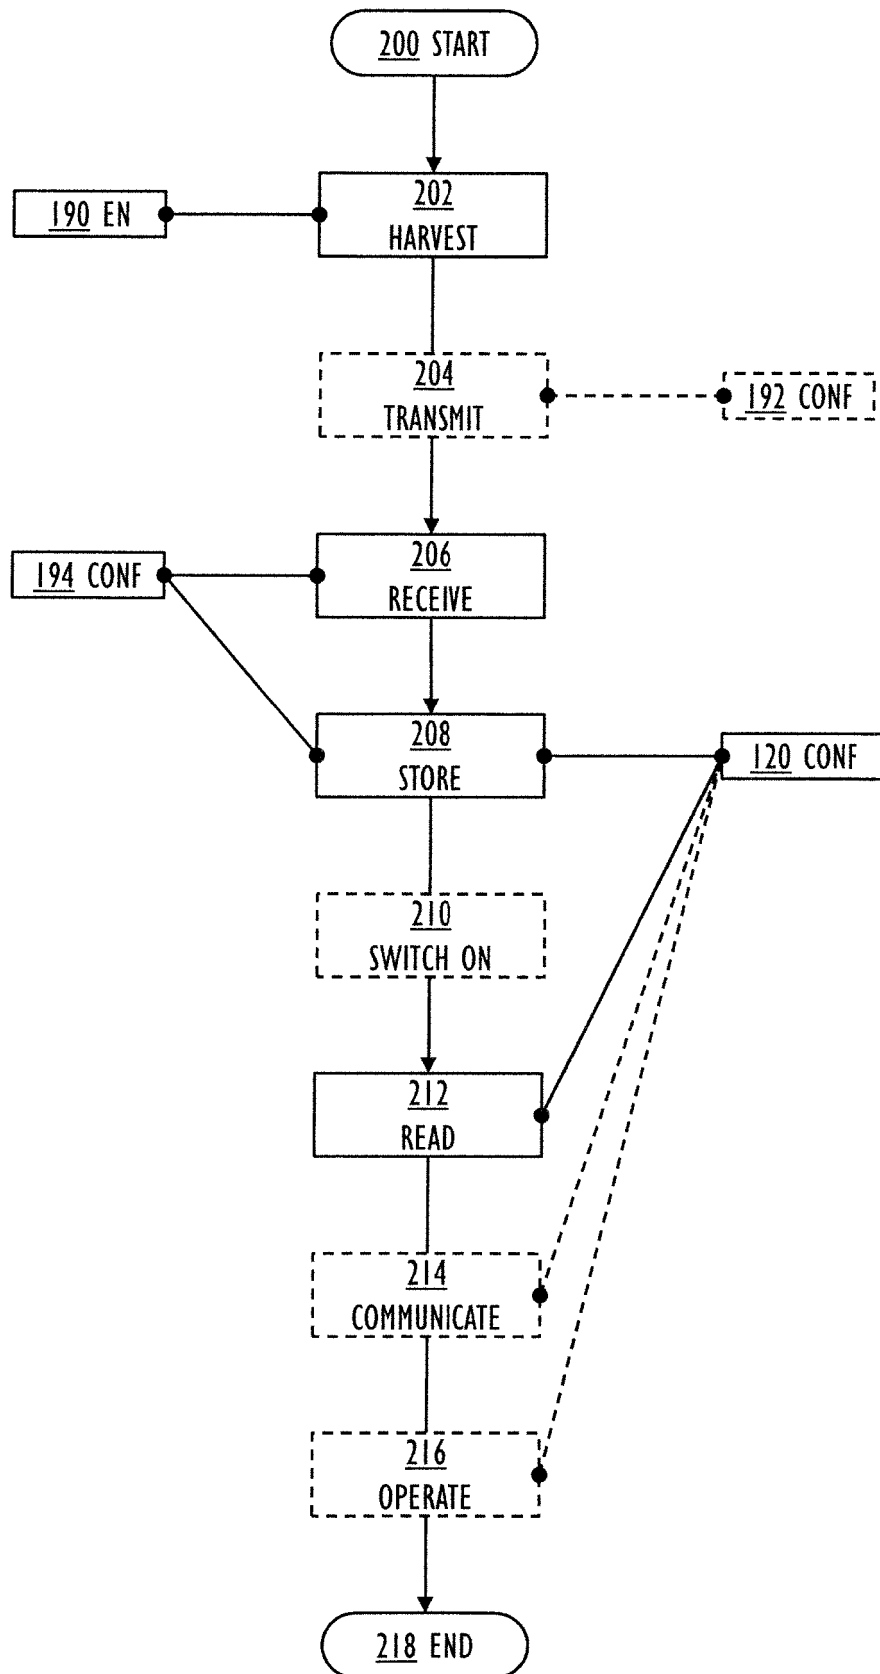 200 START
202
HARVEST
190 EN
204
TRANSMIT
192 CONF
206
RECEIVE
194 CONF
208
STORE
120 CONF
210
SWITCH ON
212
READ
214
COMMUNICATE
216
OPERATE
218 END